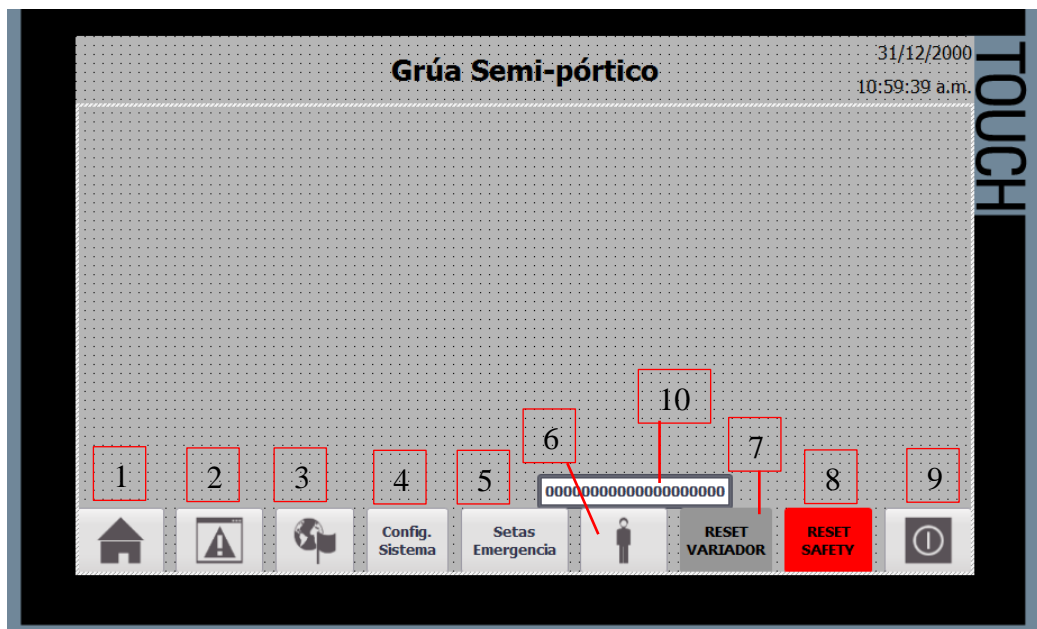 Grúa Semi-pórtico
31/12/2000
10:59:39 a.m.
TOUCH
10
6
7
1
2
3
4
5
8
9
00000000000000000000
Config.
Sistema
Setas
Emergencia
RESET
VARIADOR
RESET
SAFETY